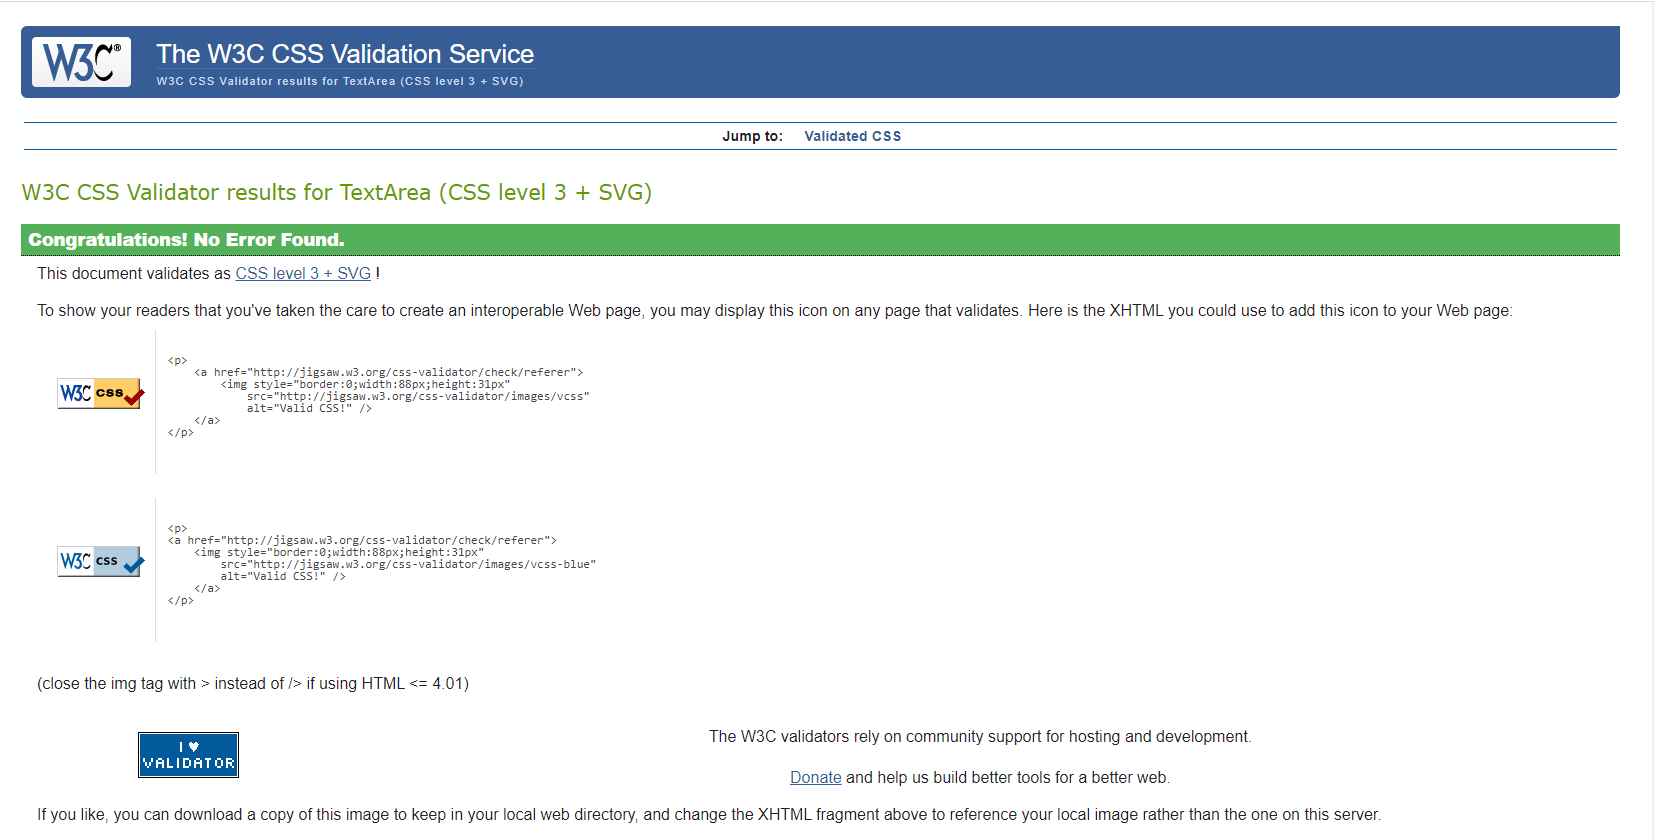 W3C®
The W3C CSS Validation Service
W3C CSS Validator results for TextArea (CSS level 3 + SVG)
Jump to: Validated CSS
W3C CSS Validator results for TextArea (CSS level 3 + SVG)
Congratulations! No Error Found.
This document validates as CSS level 3 + SVG !
To show your readers that you've taken the care to create an interoperable Web page, you may display this icon on any page that validates. Here is the XHTML you could use to add this icon to your Web page:
W3C css
<p>
<a href="http://jigsaw.w3.org/css-validator/check/referer">
<img style="border:0;width:88px;height:31px"
src="http://jigsaw.w3.org/css-validator/images/vcss"
alt="Valid CSS!" />
</a>
</p>
W3C css
<p>
<a href="http://jigsaw.w3.org/css-validator/check/referer">
<img style="border:0;width:88px;height:31px"
src="http://jigsaw.w3.org/css-validator/images/vcss-blue"
alt="Valid CSS!" />
</a>
</p>
(close the img tag with > instead of /> if using HTML <= 4.01)
I ♥
VALIDATOR
The W3C validators rely on community support for hosting and development.
Donate and help us build better tools for a better web.
If you like, you can download a copy of this image to keep in your local web directory, and change the XHTML fragment above to reference your local image rather than the one on this server.